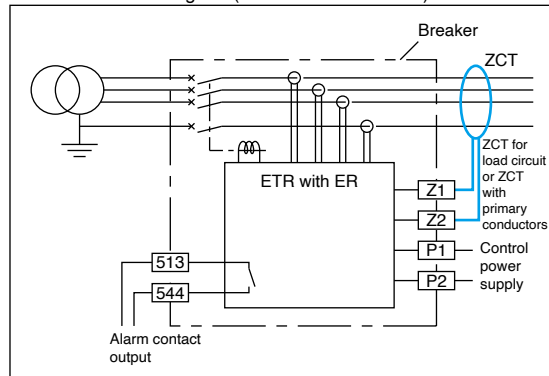 Breaker
ZCT
ZCT for
load circuit
or ZCT
with
primary
conductors
ETR with ER
Z1
Z2
P1
P2
Control
power
supply
513
544
Alarm contact
output